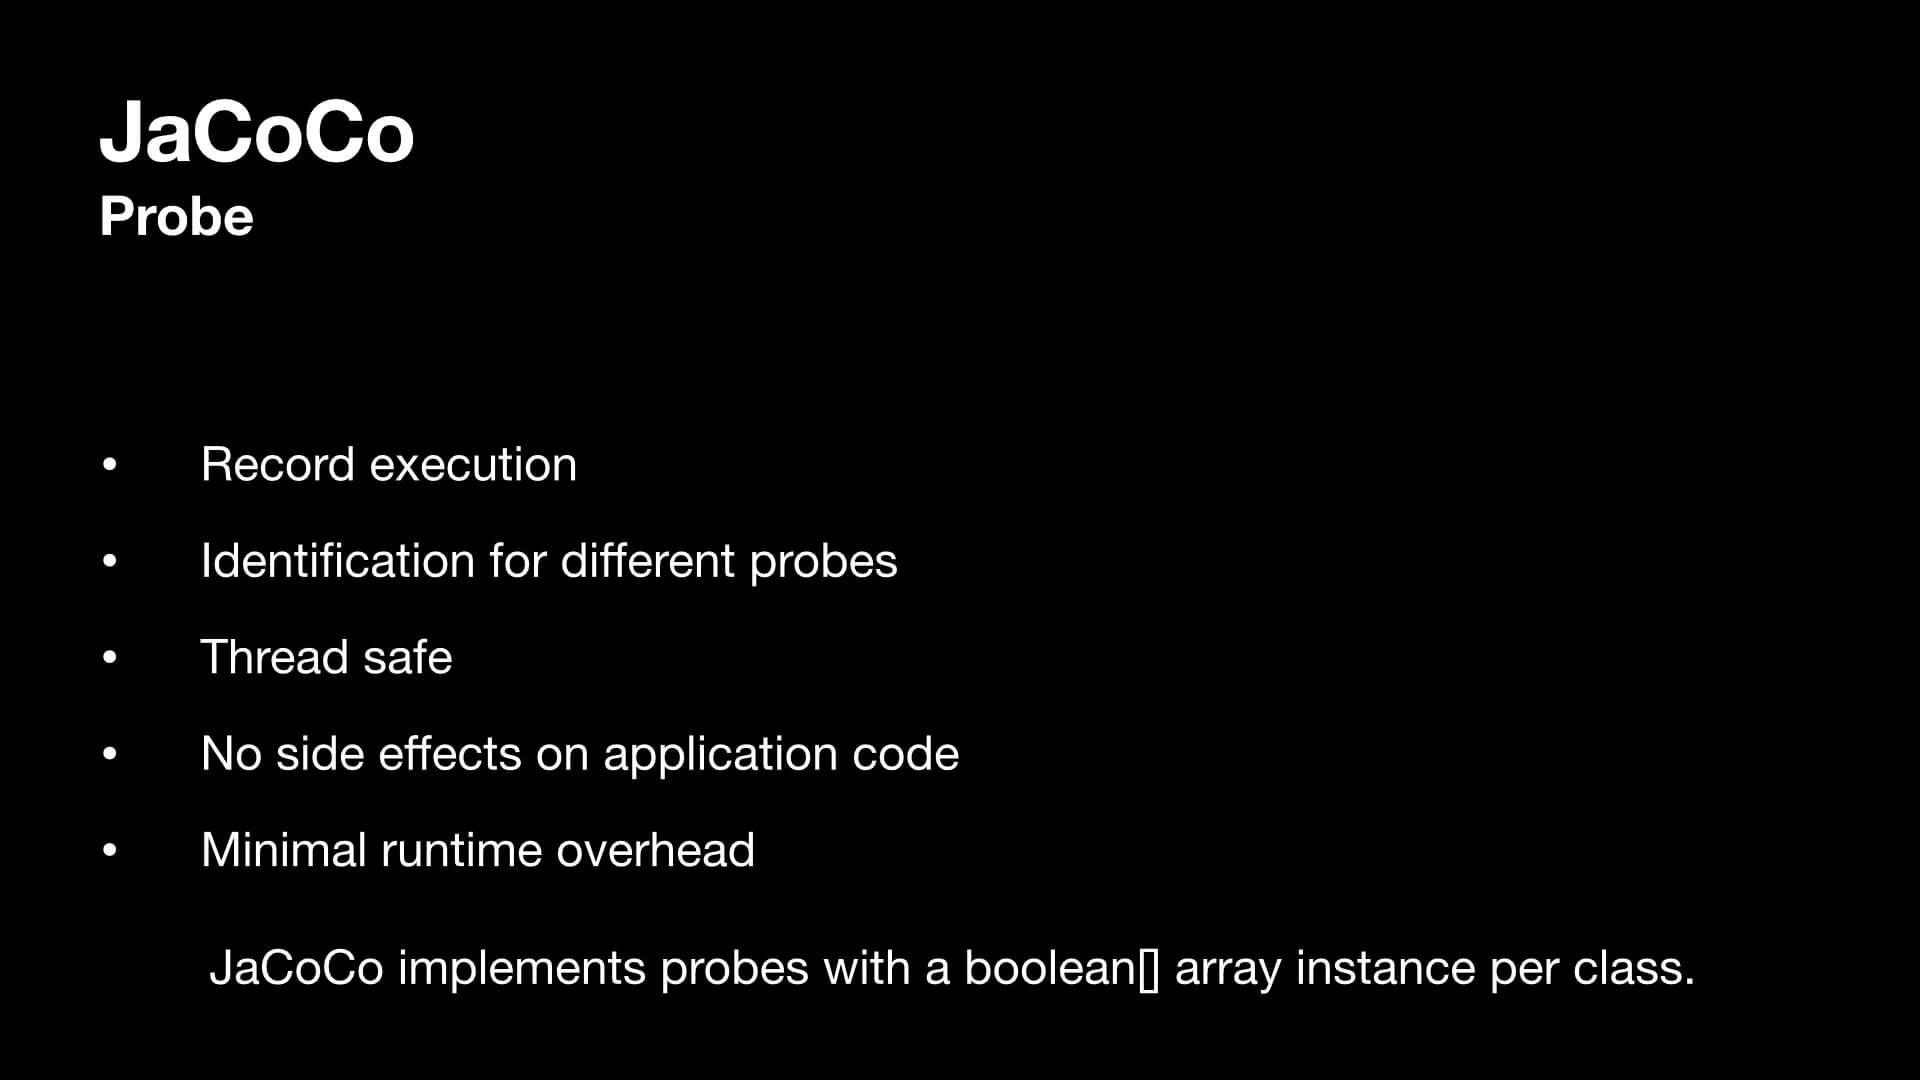 JaCoCo
Probe
• Record execution
• Identification for different probes
• Thread safe
• No side effects on application code
• Minimal runtime overhead
JaCoCo implements probes with a boolean[] array instance per class.